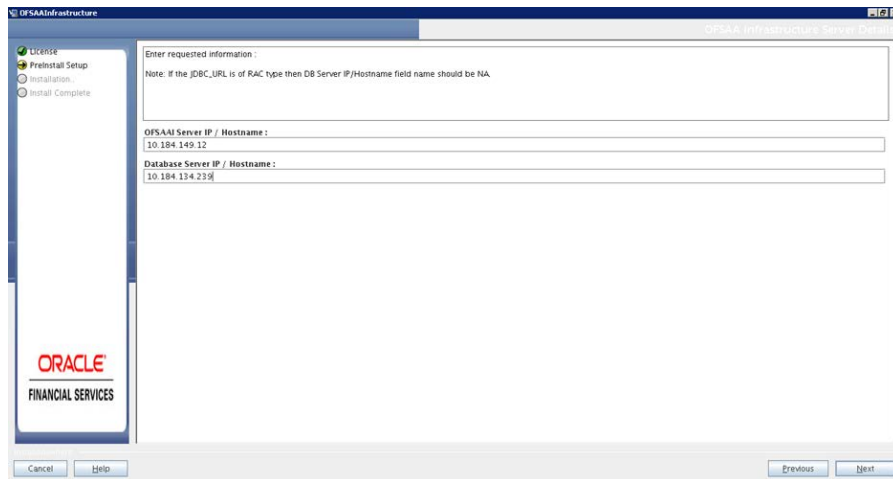 OFSAAInfrastructure
OFSAA Infrastructure Server Details
License
PreInstall Setup
Installation..
Install Complete
Enter requested information :
Note: If the JDBC_URL is of RAC type then DB Server IP/Hostname field name should be NA.
OFSAAI Server IP / Hostname :
10.184.149.12
Database Server IP / Hostname :
10.184.134.239
ORACLE
FINANCIAL SERVICES
Cancel
Help
Previous
Next